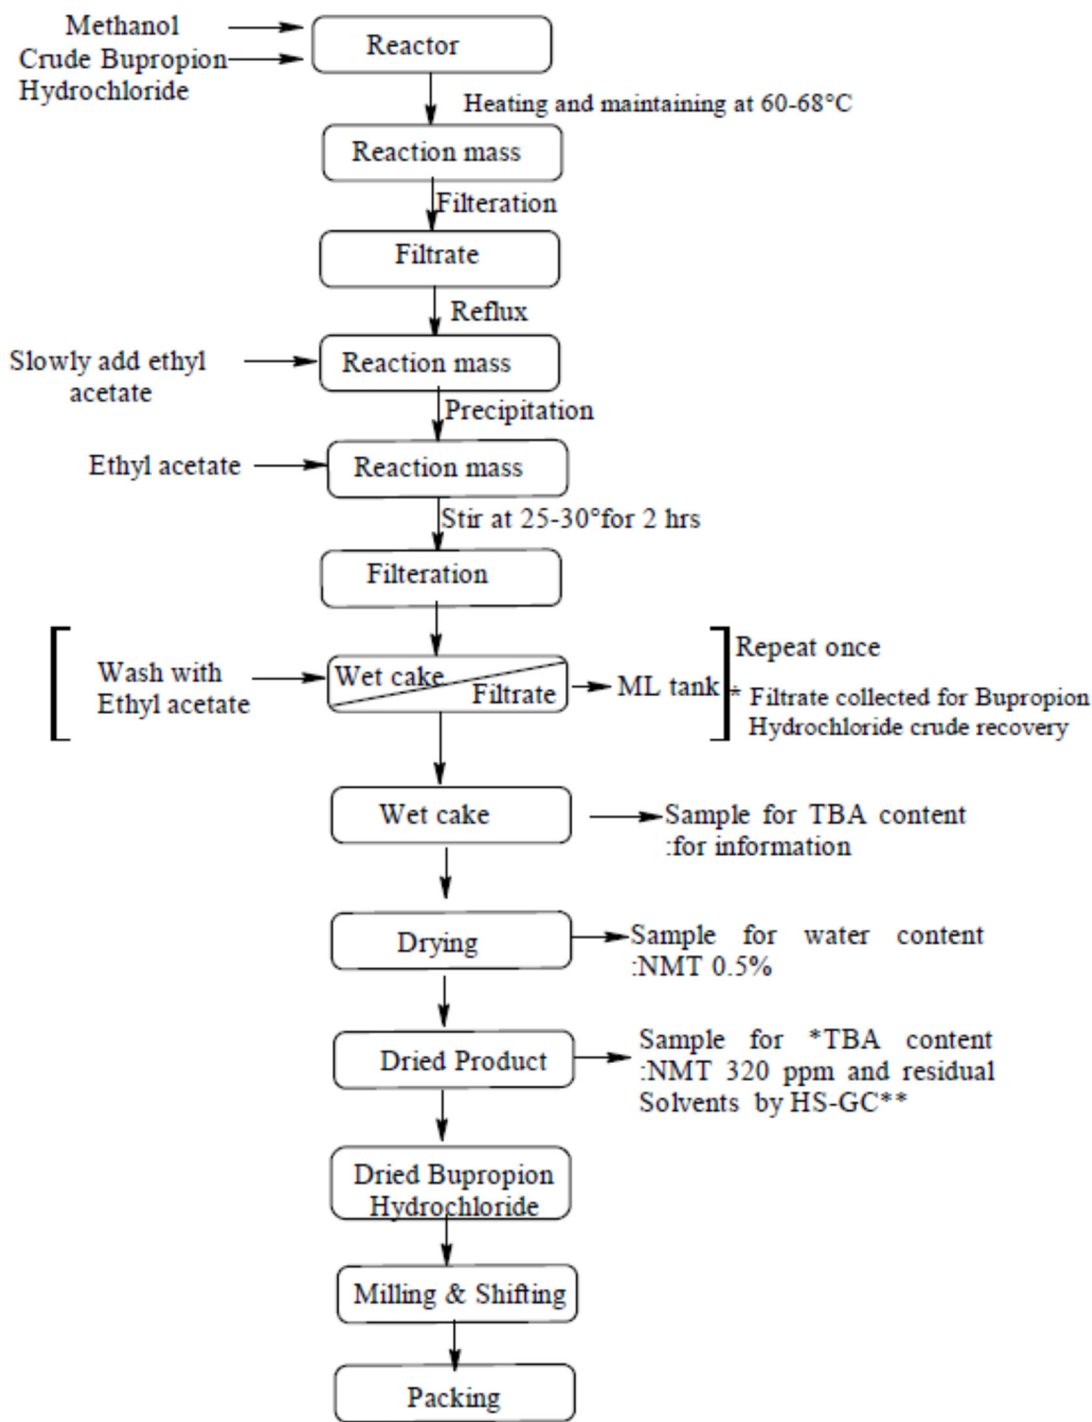 Methanol
Crude Bupropion
Hydrochloride
Reactor
Heating and maintaining at 60-68°C
Reaction mass
Filteration
Filtrate
Reflux
Slowly add ethyl
acetate
Reaction mass
Precipitation
Ethyl acetate
Reaction mass
Stir at 25-30°for 2 hrs
Filteration
Wash with
Ethyl acetate
Wet cake
Filtrate
ML tank
Repeat once
* Filtrate collected for Bupropion
Hydrochloride crude recovery
Wet cake
Sample for TBA content
:for information
Drying
Sample for water content
:NMT 0.5%
Dried Product
Sample for *TBA content
:NMT 320 ppm and residual
Solvents by HS-GC**
Dried Bupropion
Hydrochloride
Milling & Shifting
Packing